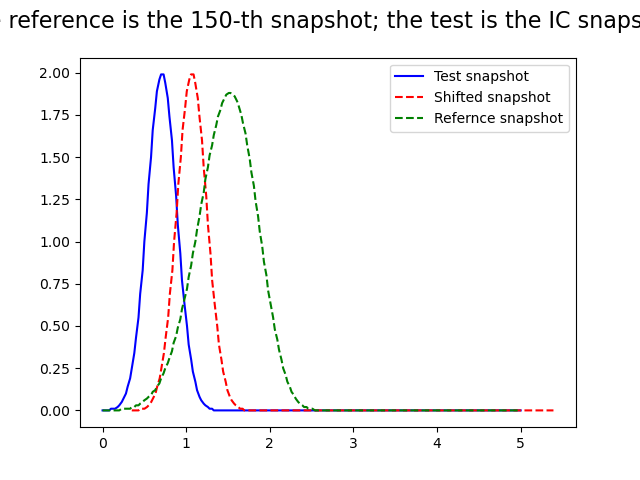 reference is the 150-th snapshot; the test is the IC snaps
2.00
1.75
1.50
1.25
1.00
0.75
0.50
0.25
0.00
0 1 2 3 4 5
Test snapshot
Shifted snapshot
Refernce snapshot